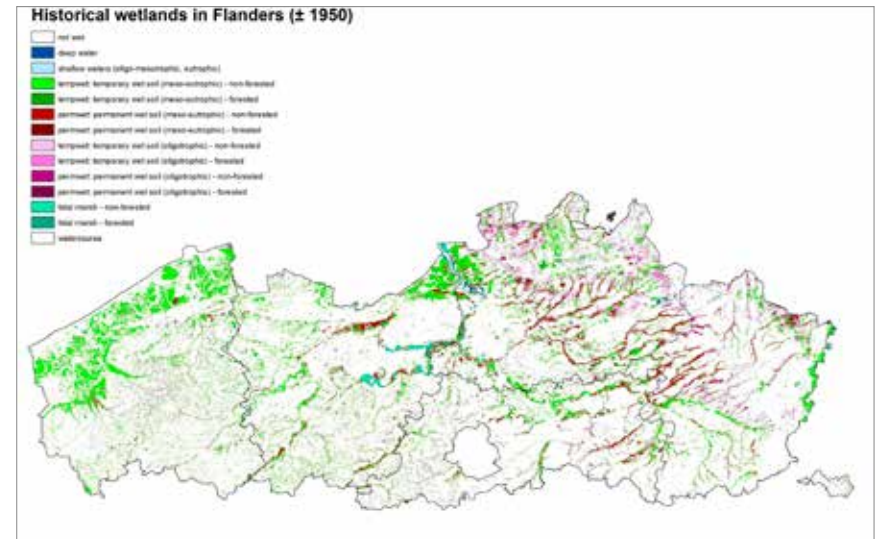 Historical wetlands in Flanders (± 1950)
not wet
deep water
shallow waters (oligo-mesotrophic, eutrophic)
tempwet: temporary wet soil (meso-eutrophic) - non-forested
tempwet: temporary wet soil (meso-eutrophic) - forested
permwet: permanent wet soil (meso-eutrophic) - non-forested
permwet: permanent wet soil (meso-eutrophic) - forested
tempwet: temporary wet soil (oligotrophic) - non-forested
tempwet: temporary wet soil (oligotrophic) - forested
permwet: permanent wet soil (oligotrophic) - non-forested
permwet: permanent wet soil (oligotrophic) - forested
tidal marsh - non-forested
tidal marsh - forested
watercourse